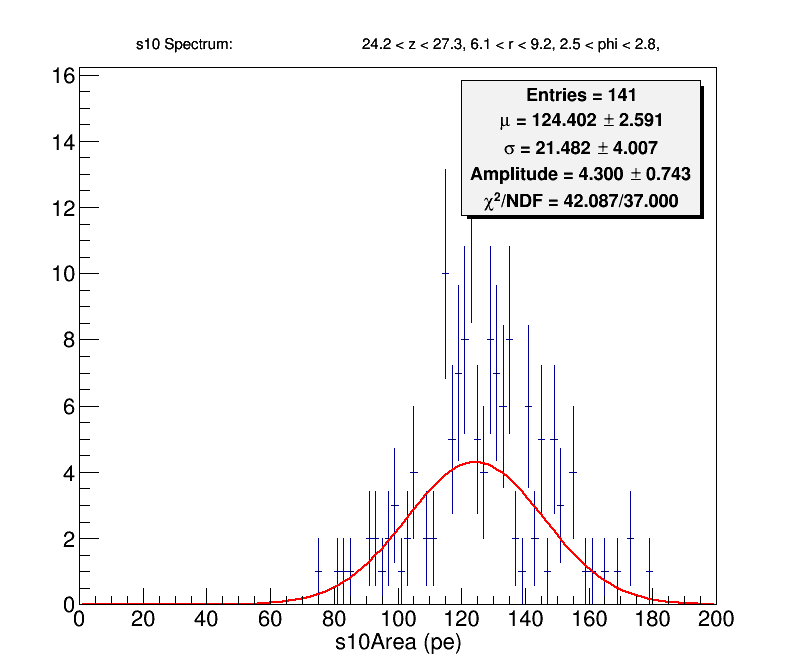 s10 Spectrum: 24.2 < z < 27.3, 6.1 < r < 9.2, 2.5 < phi < 2.8,
Entries = 141
μ = 124.402 ± 2.591
σ = 21.482 ± 4.007
Amplitude = 4.300 ± 0.743
χ²/NDF = 42.087/37.000
16
14
12
10
8
6
4
2
0
0 20 40 60 80 100 120 140 160 180 200
s10Area (pe)